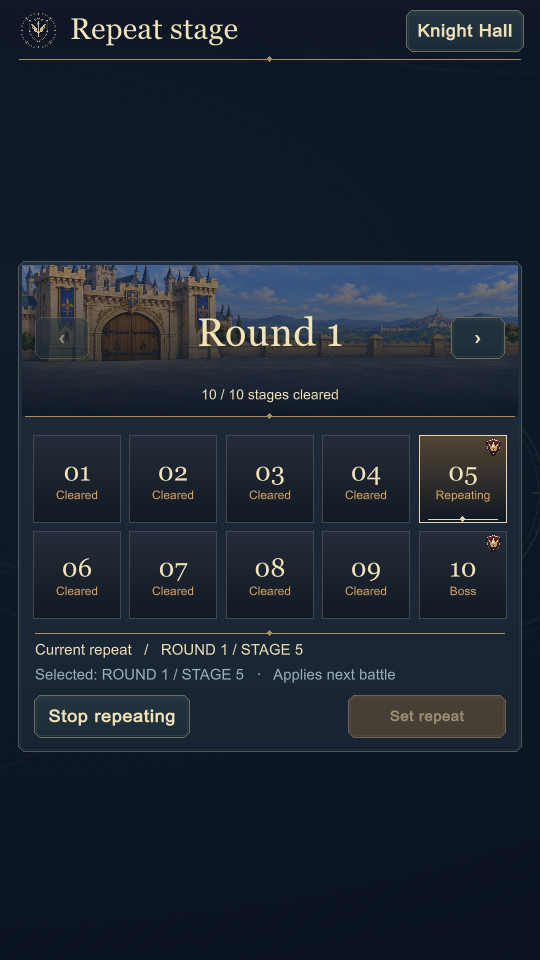 Repeat stage
Knight Hall
‹
Round 1
›
10 / 10 stages cleared
01 02 03 04 05
Cleared Cleared Cleared Cleared Repeating
06 07 08 09 10
Cleared Cleared Cleared Cleared Boss
Current repeat / ROUND 1 / STAGE 5
Selected: ROUND 1 / STAGE 5 · Applies next battle
Stop repeating
Set repeat